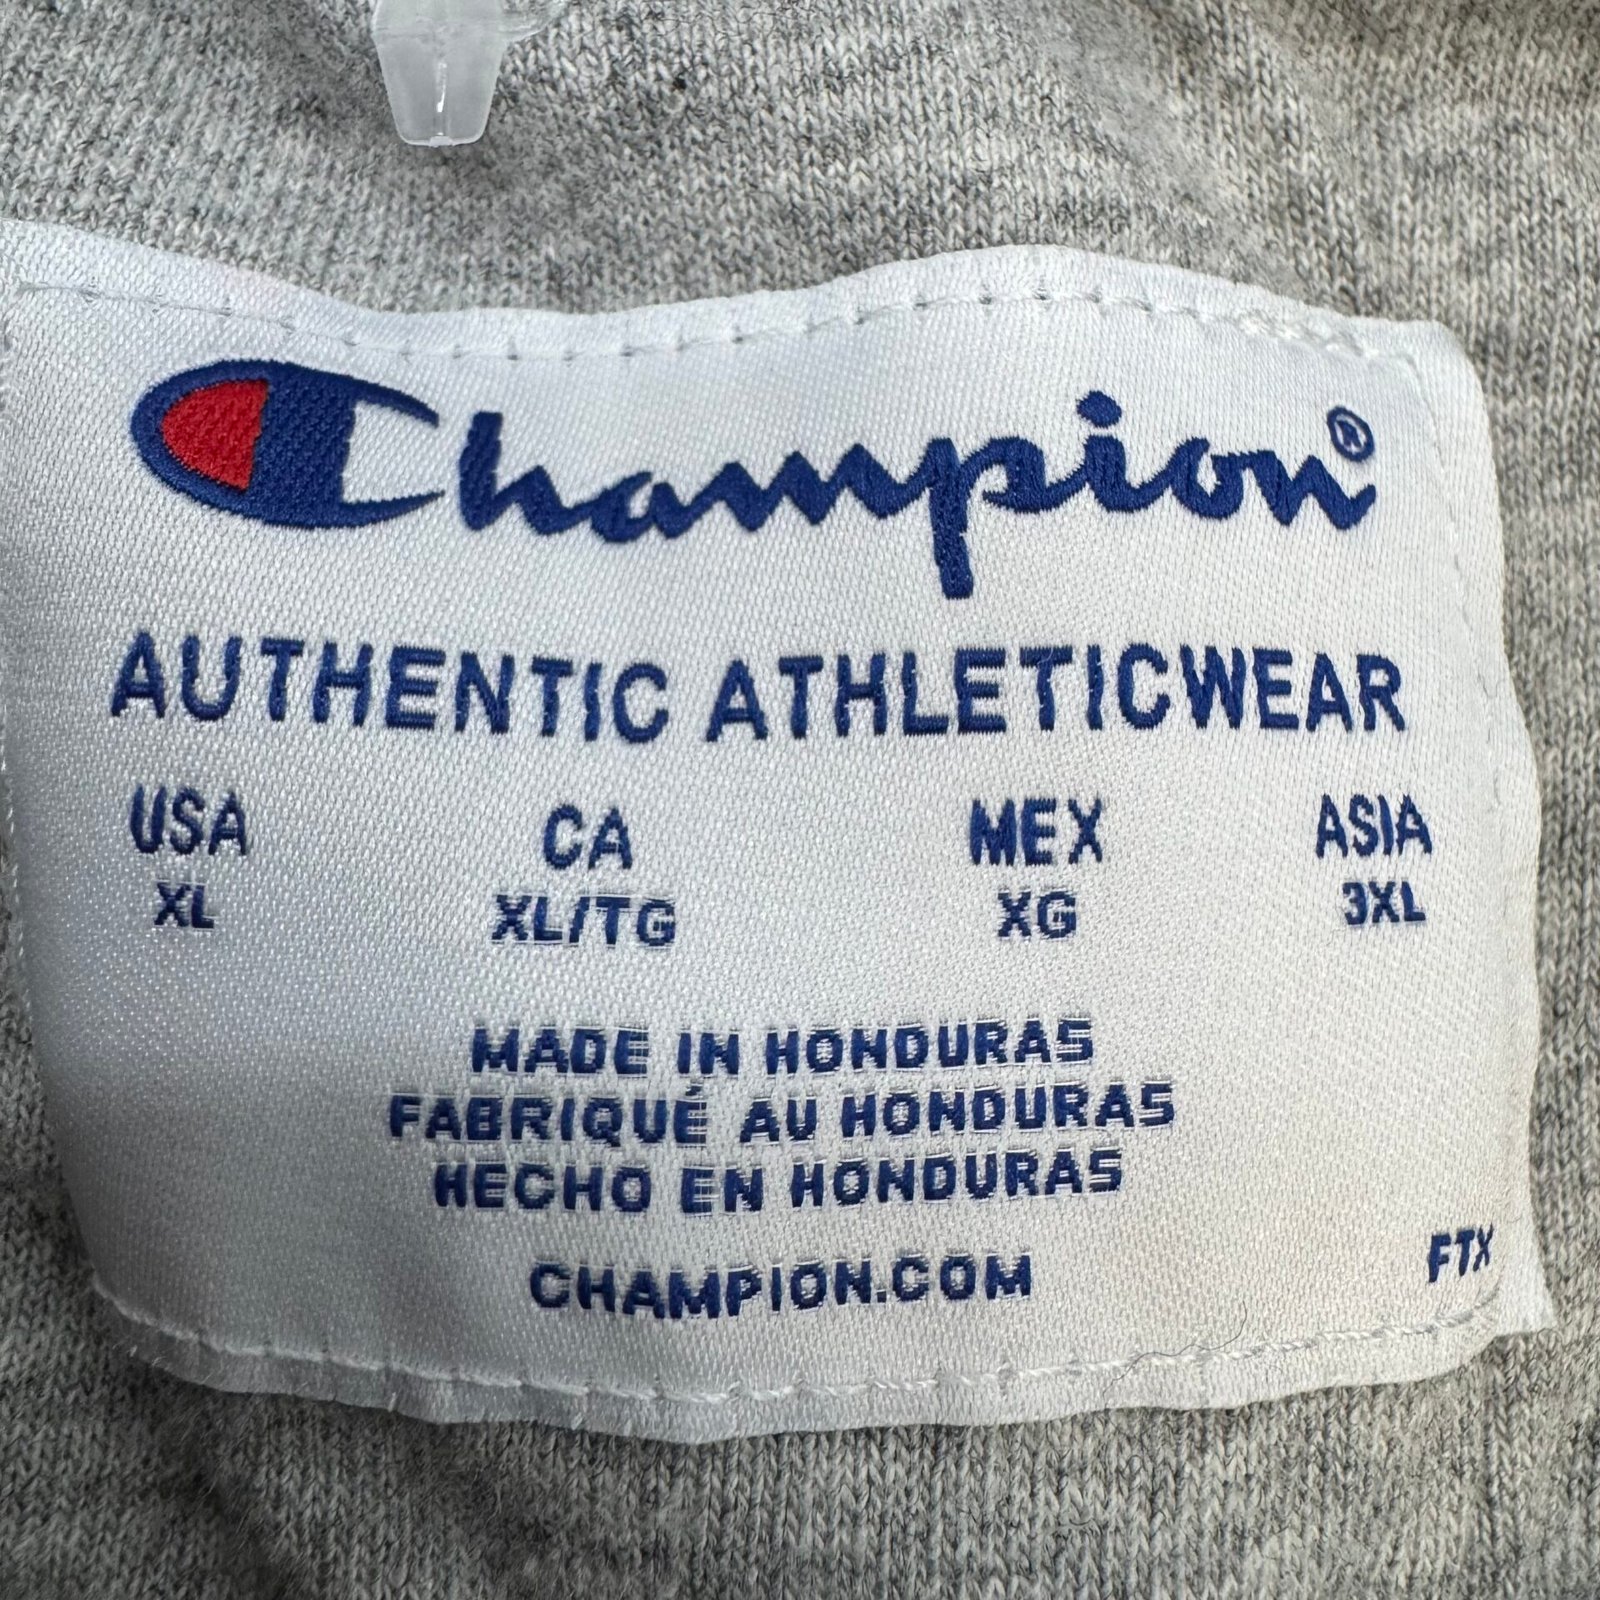 Champion®
AUTHENTIC ATHLETICWEAR
USA CA MEX ASIA
XL XL/TG XG 3XL
MADE IN HONDURAS
FABRIQUÉ AU HONDURAS
HECHO EN HONDURAS
FTX
CHAMPION.COM